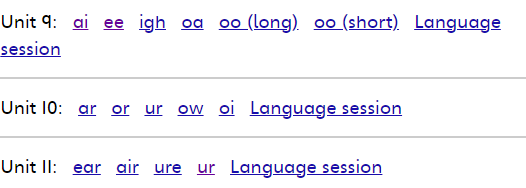 Unit 9: ai ee igh oa oo (long) oo (short) Language
session
Unit 10: ar or ur ow oi Language session
Unit 11: ear air ure ur Language session